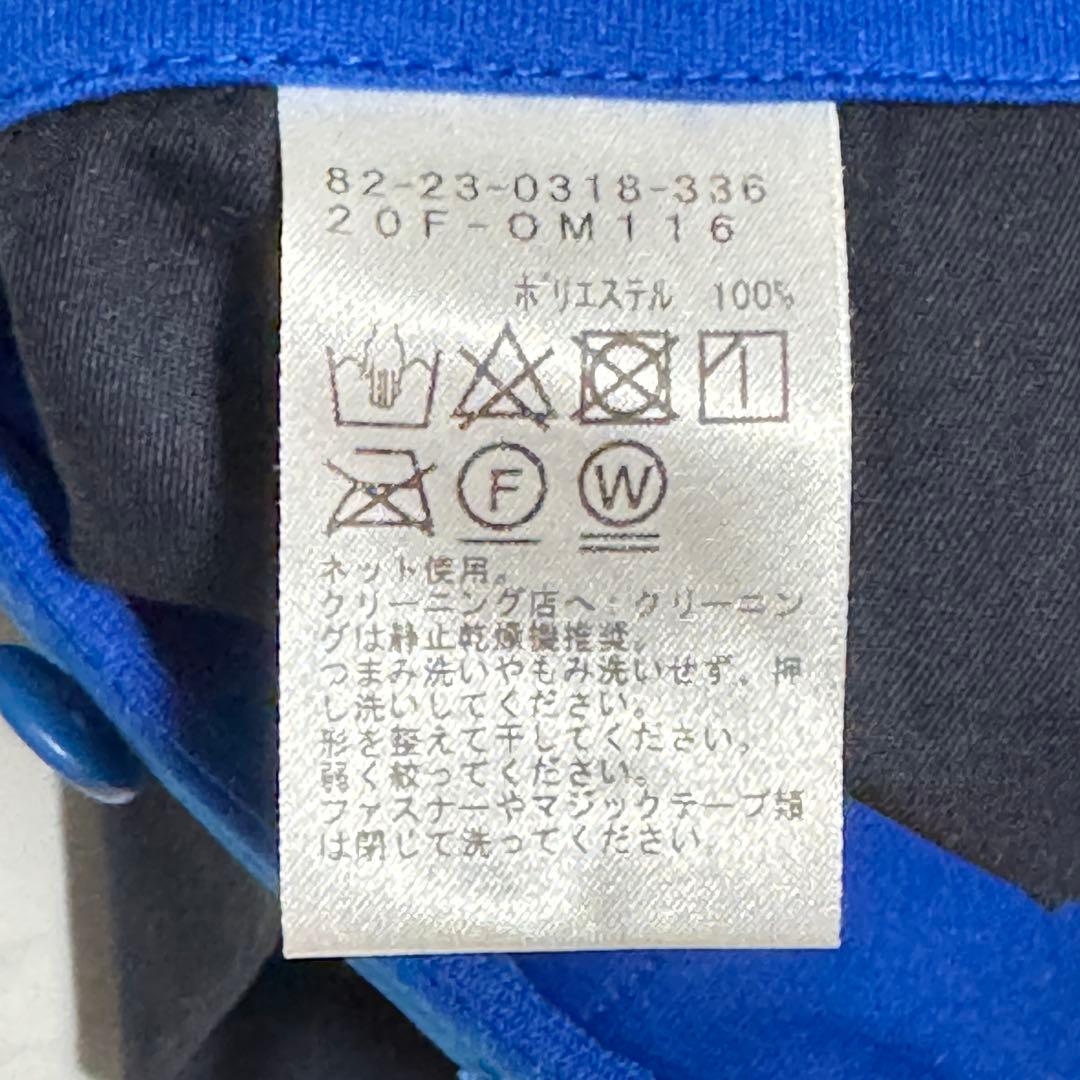 82-23-0318-336
20F-OM116
ポリエステル 100%
F W
ネット使用。
クリーニング店へ:クリーニン
グは静止乾燥機推奨。
つまみ洗いやもみ洗いせず、押
し洗いしてください。
形を整えて干してください。
弱く絞ってください。
ファスナーやマジックテープ類
は閉じて洗ってください。